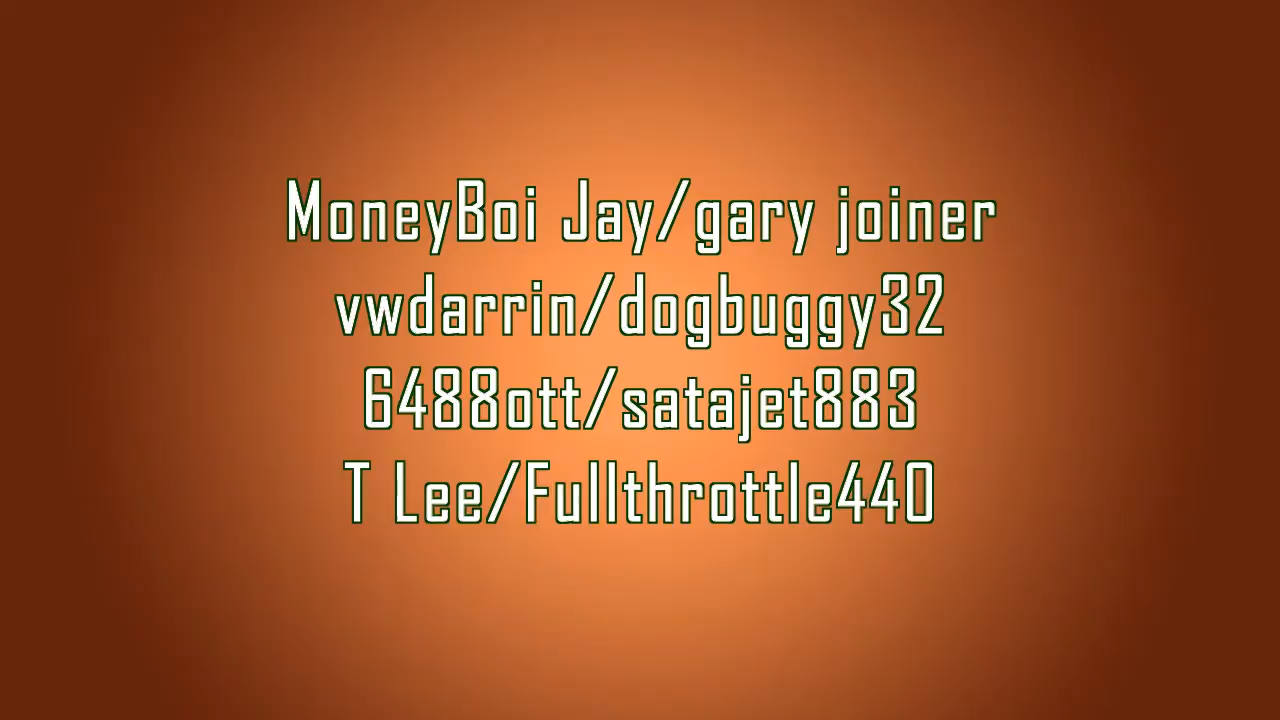 MoneyBoi Jay/gary joiner
vwdarrin/dogbuggy32
6488ott/satajet883
T Lee/Fullthrottle440